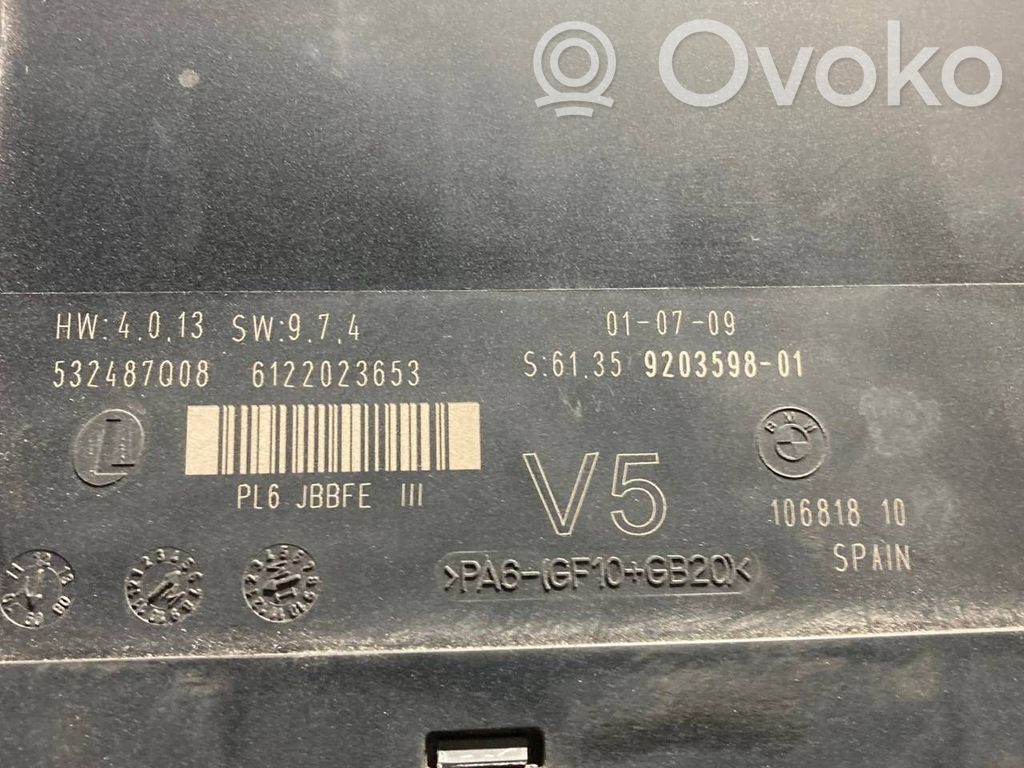 Ovoko
HW:4.0.13 SW:9.7.4
01-07-09
532487008 6122023653
S:61.35 9203598-01
BMW
PL6 JBBFE III
V5
106818 10
SPAIN
>PA6-(GF10+GB20)<